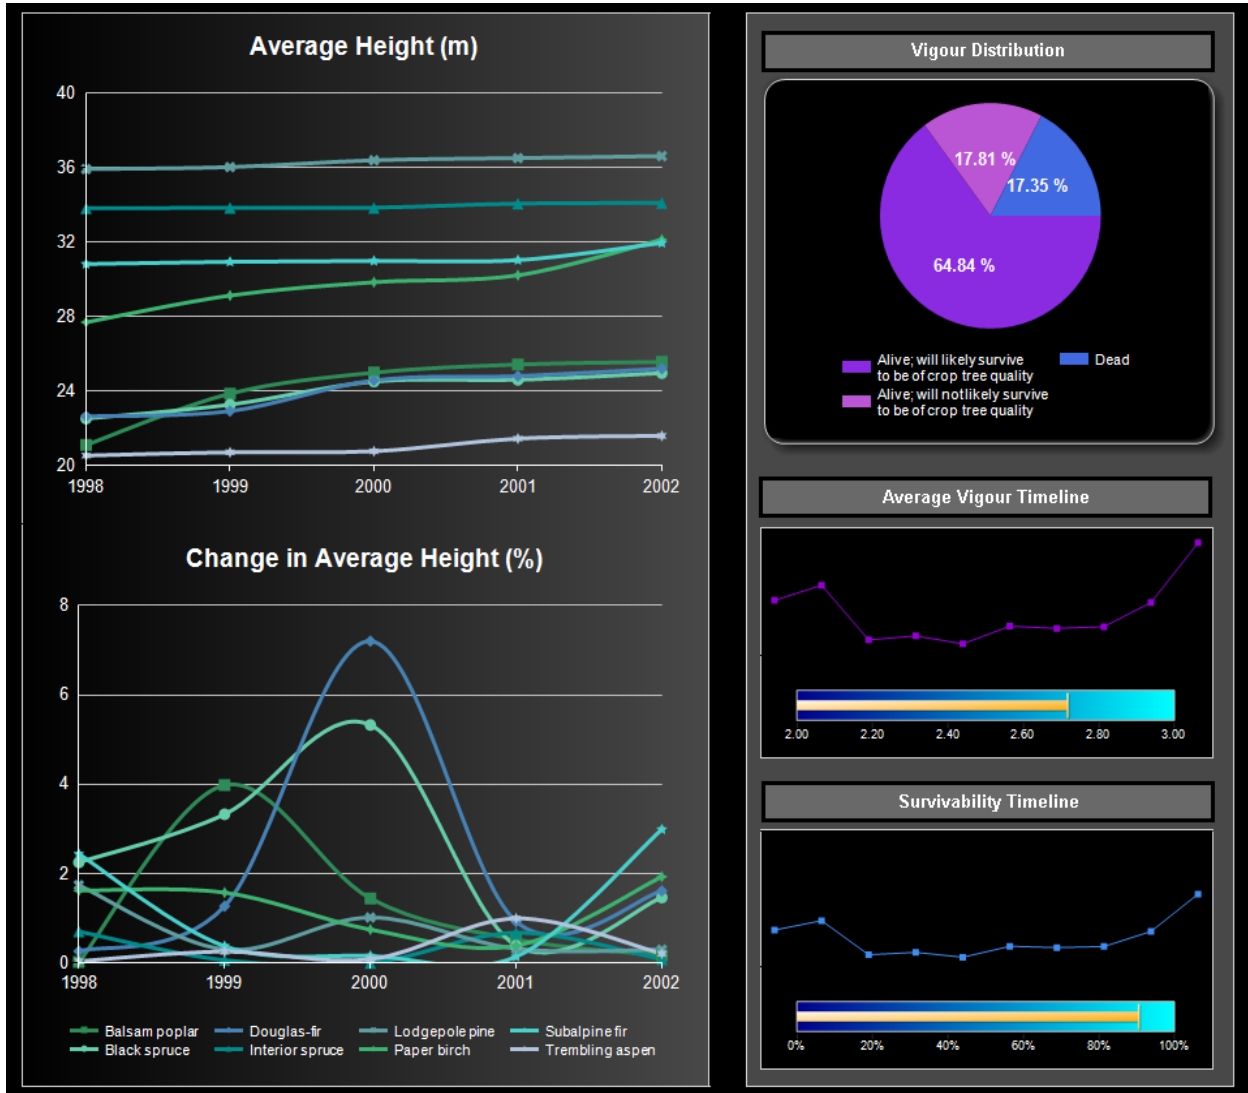 Average Height (m)
40
36
32
28
24
20
1998 1999 2000 2001 2002
Change in Average Height (%)
8
6
4
2
0
1998 1999 2000 2001 2002
Balsam poplar Douglas-fir Lodgepole pine Subalpine fir
Black spruce Interior spruce Paper birch Trembling aspen
Vigour Distribution
17.81 %
17.35 %
64.84 %
Alive; will likely survive
to be of crop tree quality
Dead
Alive; will not likely survive
to be of crop tree quality
Average Vigour Timeline
2.00 2.20 2.40 2.60 2.80 3.00
Survivability Timeline
0% 20% 40% 60% 80% 100%